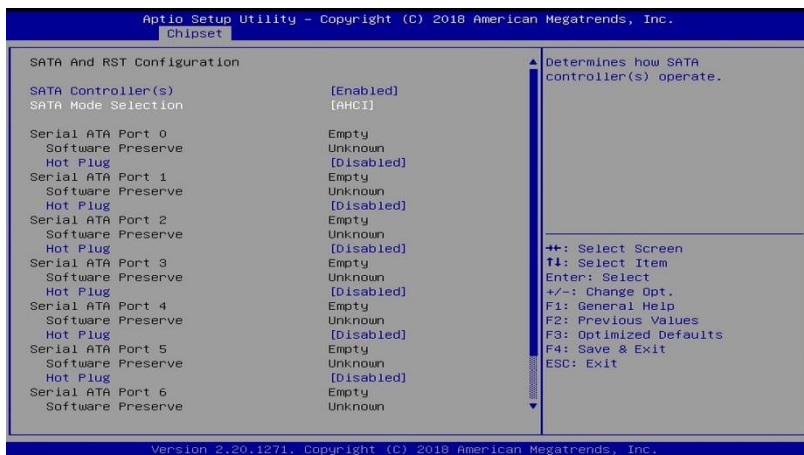 Aptio Setup Utility – Copyright (C) 2018 American Megatrends, Inc.
Chipset
SATA And RST Configuration
SATA Controller(s) [Enabled]
SATA Mode Selection [AHCI]
Serial ATA Port 0 Empty
Software Preserve Unknown
Hot Plug [Disabled]
Serial ATA Port 1 Empty
Software Preserve Unknown
Hot Plug [Disabled]
Serial ATA Port 2 Empty
Software Preserve Unknown
Hot Plug [Disabled]
Serial ATA Port 3 Empty
Software Preserve Unknown
Hot Plug [Disabled]
Serial ATA Port 4 Empty
Software Preserve Unknown
Hot Plug [Disabled]
Serial ATA Port 5 Empty
Software Preserve Unknown
Hot Plug [Disabled]
Serial ATA Port 6 Empty
Software Preserve Unknown
Determines how SATA
controller(s) operate.
→←: Select Screen
↑↓: Select Item
Enter: Select
+/-: Change Opt.
F1: General Help
F2: Previous Values
F3: Optimized Defaults
F4: Save & Exit
ESC: Exit
Version 2.20.1271. Copyright (C) 2018 American Megatrends, Inc.